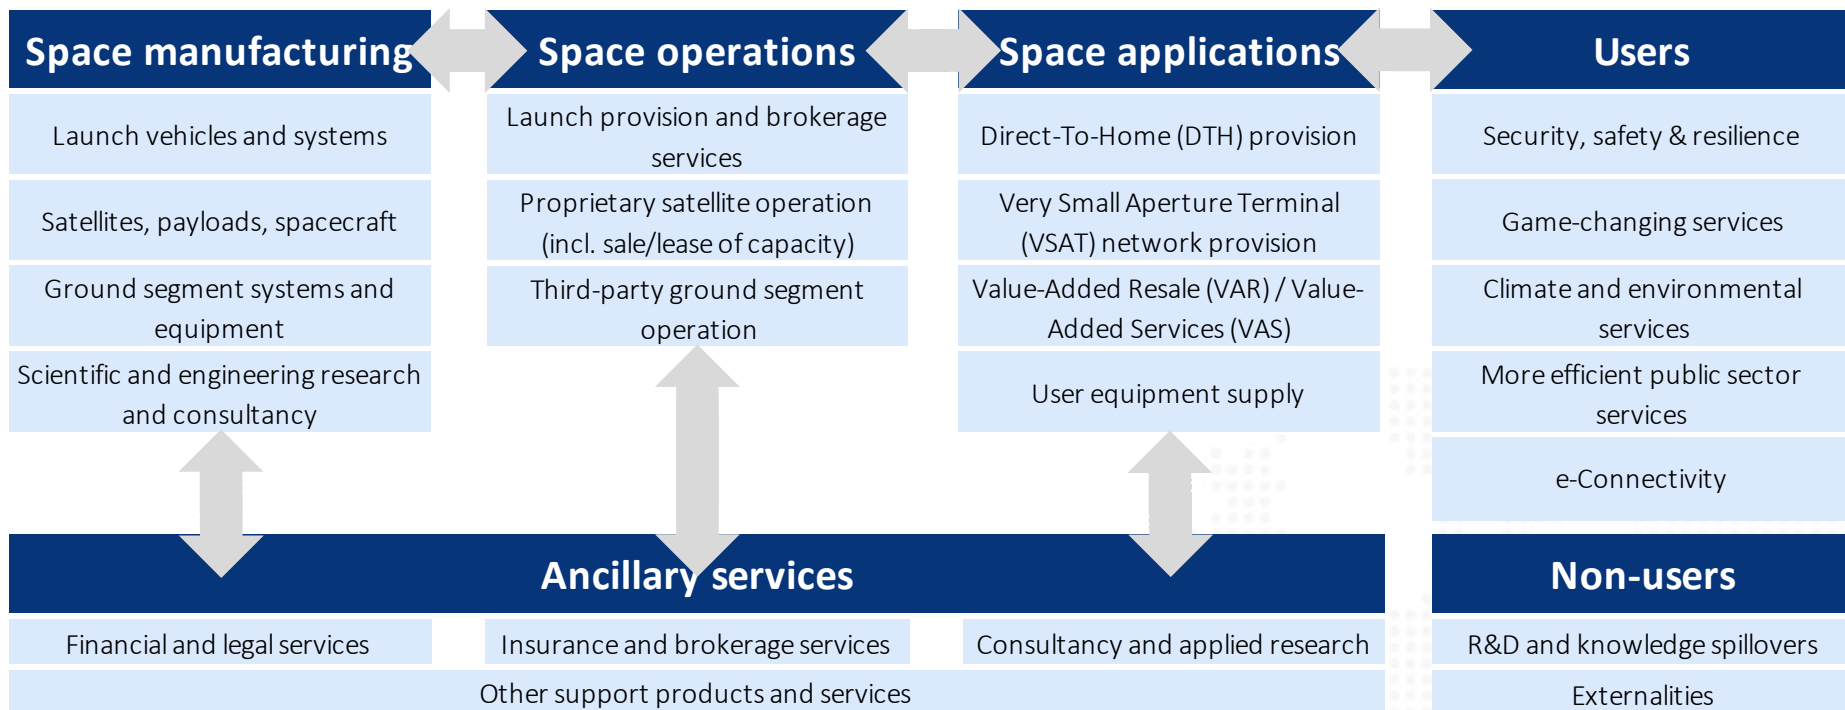 Space manufacturing
Launch vehicles and systems
Satellites, payloads, spacecraft
Ground segment systems and
equipment
Scientific and engineering research
and consultancy
Space operations
Launch provision and brokerage
services
Proprietary satellite operation
(incl. sale/lease of capacity)
Third-party ground segment
operation
Space applications
Direct-To-Home (DTH) provision
Very Small Aperture Terminal
(VSAT) network provision
Value-Added Resale (VAR) / Value-
Added Services (VAS)
User equipment supply
Users
Security, safety & resilience
Game-changing services
Climate and environmental
services
More efficient public sector
services
e-Connectivity
Ancillary services
Financial and legal services
Insurance and brokerage services
Consultancy and applied research
Other support products and services
Non-users
R&D and knowledge spillovers
Externalities